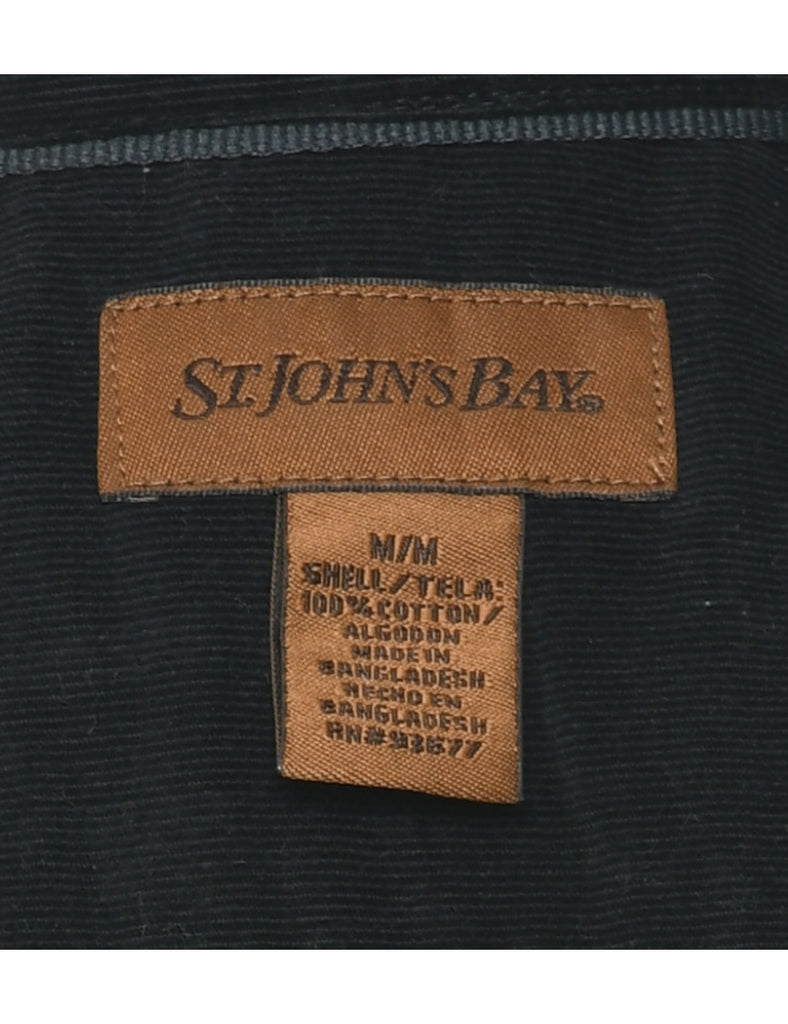 ST. JOHN'S BAY®
M/M
SHELL/TELA:
100% COTTON/
ALGODON
MADE IN
BANGLADESH
HECHO EN
BANGLADESH
RN#93677